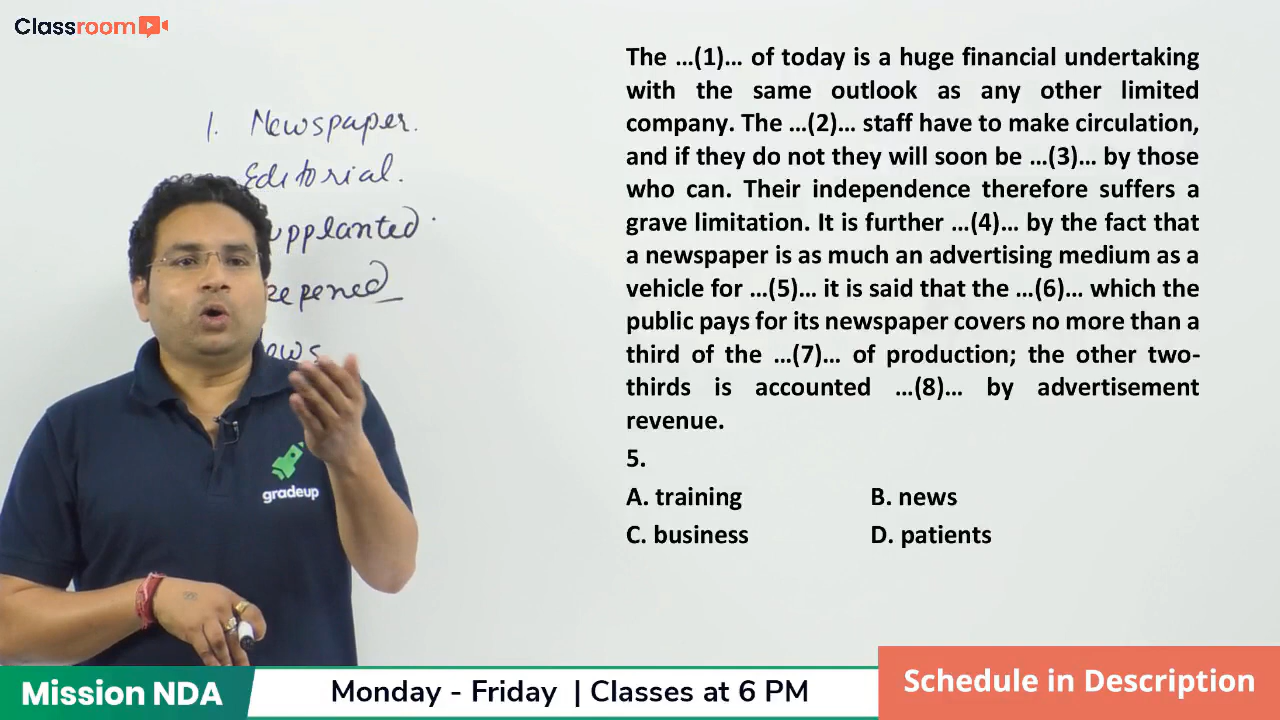 Classroom
1. Newspaper.
Editorial.
upplanted
eepened
ews
gradeup
The ...(1)... of today is a huge financial undertaking
with the same outlook as any other limited
company. The ...(2)... staff have to make circulation,
and if they do not they will soon be ...(3)... by those
who can. Their independence therefore suffers a
grave limitation. It is further ...(4)... by the fact that
a newspaper is as much an advertising medium as a
vehicle for ...(5)... it is said that the ...(6)... which the
public pays for its newspaper covers no more than a
third of the ...(7)... of production; the other two-
thirds is accounted ...(8)... by advertisement
revenue.
5.
A. training B. news
C. business D. patients
Mission NDA Monday - Friday | Classes at 6 PM Schedule in Description